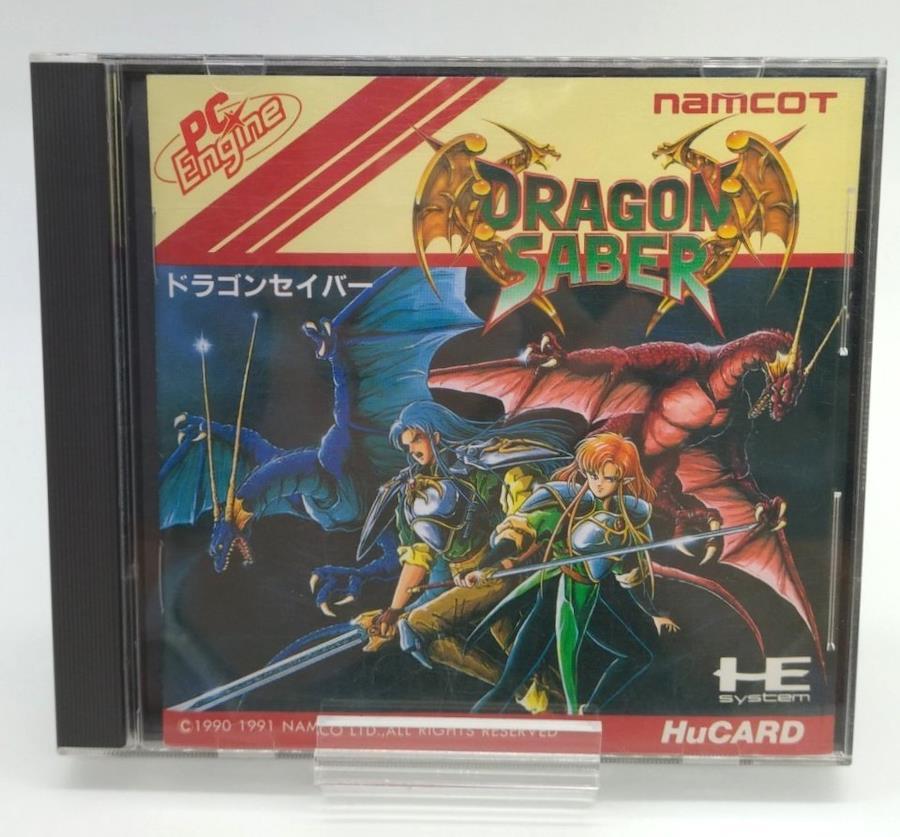 PC Engine
namcoT
DRAGON
SABER
ドラゴンセイバー
HE
system
©1990 1991 NAMCO LTD.,ALL RIGHTS RESERVED
HuCARD